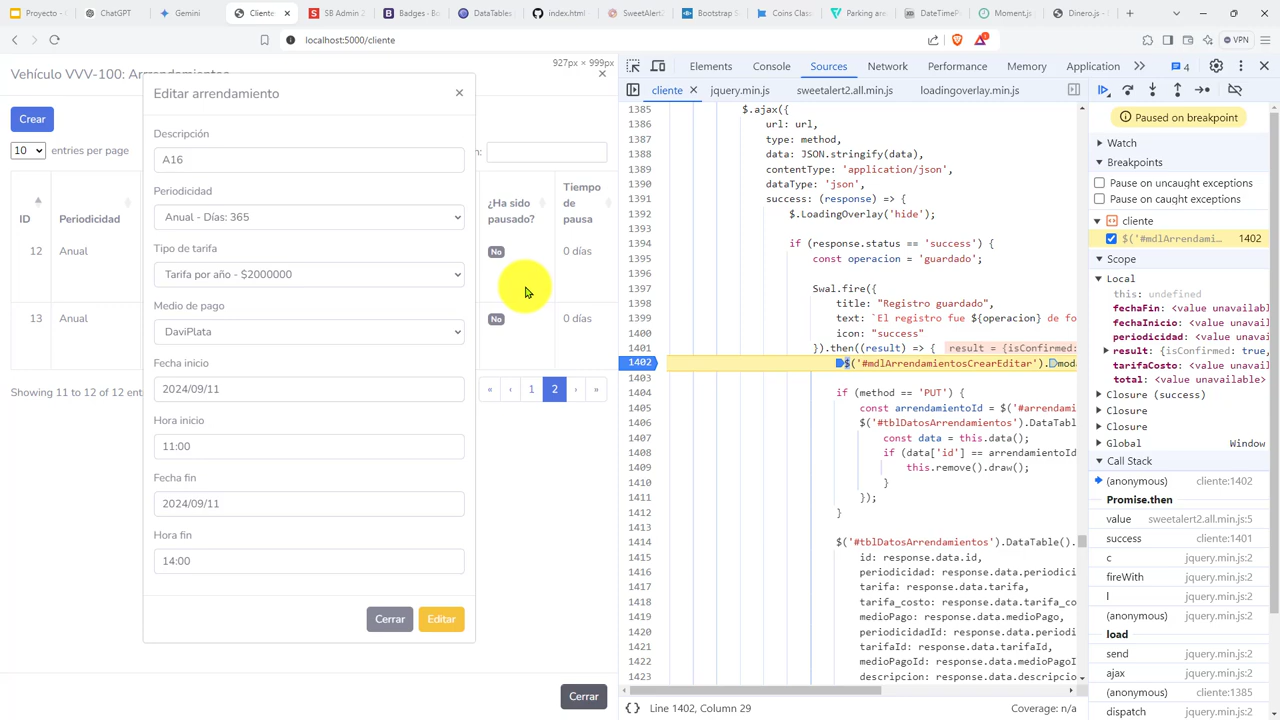 Proyecto - ChatGPT Gemini Cliente SB Admin 2 Badges - Bo DataTables index.html SweetAlert2 Bootstrap S Coins Class Parking arr DateTimeP Moment.js Dinero.js -
localhost:5000/cliente VPN
Vehículo VVV-100: Arrendamientos
927px × 999px
Crear
10 entries per page
n:
ID Periodicidad ¿Ha sido pausado? Tiempo de pausa
12 Anual No 0 días
13 Anual No 0 días
Showing 11 to 12 of 12 ent
« ‹ 1 2 › »
Cerrar
Editar arrendamiento
Descripción
A16
Periodicidad
Anual - Días: 365
Tipo de tarifa
Tarifa por año - $2000000
Medio de pago
DaviPlata
Fecha inicio
2024/09/11
Hora inicio
11:00
Fecha fin
2024/09/11
Hora fin
14:00
Cerrar Editar
Elements Console Sources Network Performance Memory Application 4
cliente jquery.min.js sweetalert2.all.min.js loadingoverlay.min.js
1385 $.ajax({
1386 url: url,
1387 type: method,
1388 data: JSON.stringify(data),
1389 contentType: 'application/json',
1390 dataType: 'json',
1391 success: (response) => {
1392 $.LoadingOverlay('hide');
1393
1394 if (response.status == 'success') {
1395 const operacion = 'guardado';
1396
1397 Swal.fire({
1398 title: "Registro guardado",
1399 text: `El registro fue ${operacion} de fo
1400 icon: "success"
1401 }).then((result) => { result = {isConfirmed: tru
1402 $('#mdlArrendamientosCrearEditar').mod
1403
1404 if (method == 'PUT') {
1405 const arrendamientoId = $('#arrendami
1406 $('#tblDatosArrendamientos').DataTabl
1407 const data = this.data();
1408 if (data['id'] == arrendamientoId
1409 this.remove().draw();
1410 }
1411 });
1412 }
1413
1414 $('#tblDatosArrendamientos').DataTable().
1415 id: response.data.id,
1416 periodicidad: response.data.periodici
1417 tarifa: response.data.tarifa,
1418 tarifa_costo: response.data.tarifa_co
1419 medioPago: response.data.medioPago,
1420 periodicidadId: response.data.periodi
1421 tarifaId: response.data.tarifaId,
1422 medioPagoId: response.data.medioPagoI
1423 descripcion: response.data.descripcio
{} Line 1402, Column 29 Coverage: n/a
Paused on breakpoint
Watch
Breakpoints
Pause on uncaught exceptions
Pause on caught exceptions
cliente
$('#mdlArrendami... 1402
Scope
Local
this: undefined
fechaFin: <value unavailabl
fechaInicio: <value unavail
periodicidad: <value unavai
result: {isConfirmed: true,
tarifaCosto: <value unavail
total: <value unavailable>
Closure (success)
Closure
Closure
Global Window
Call Stack
(anonymous) cliente:1402
Promise.then
value sweetalert2.all.min.js:5
success cliente:1401
c jquery.min.js:2
fireWith jquery.min.js:2
l jquery.min.js:2
(anonymous) jquery.min.js:2
load
send jquery.min.js:2
ajax jquery.min.js:2
(anonymous) cliente:1385
dispatch jquery.min.js:2